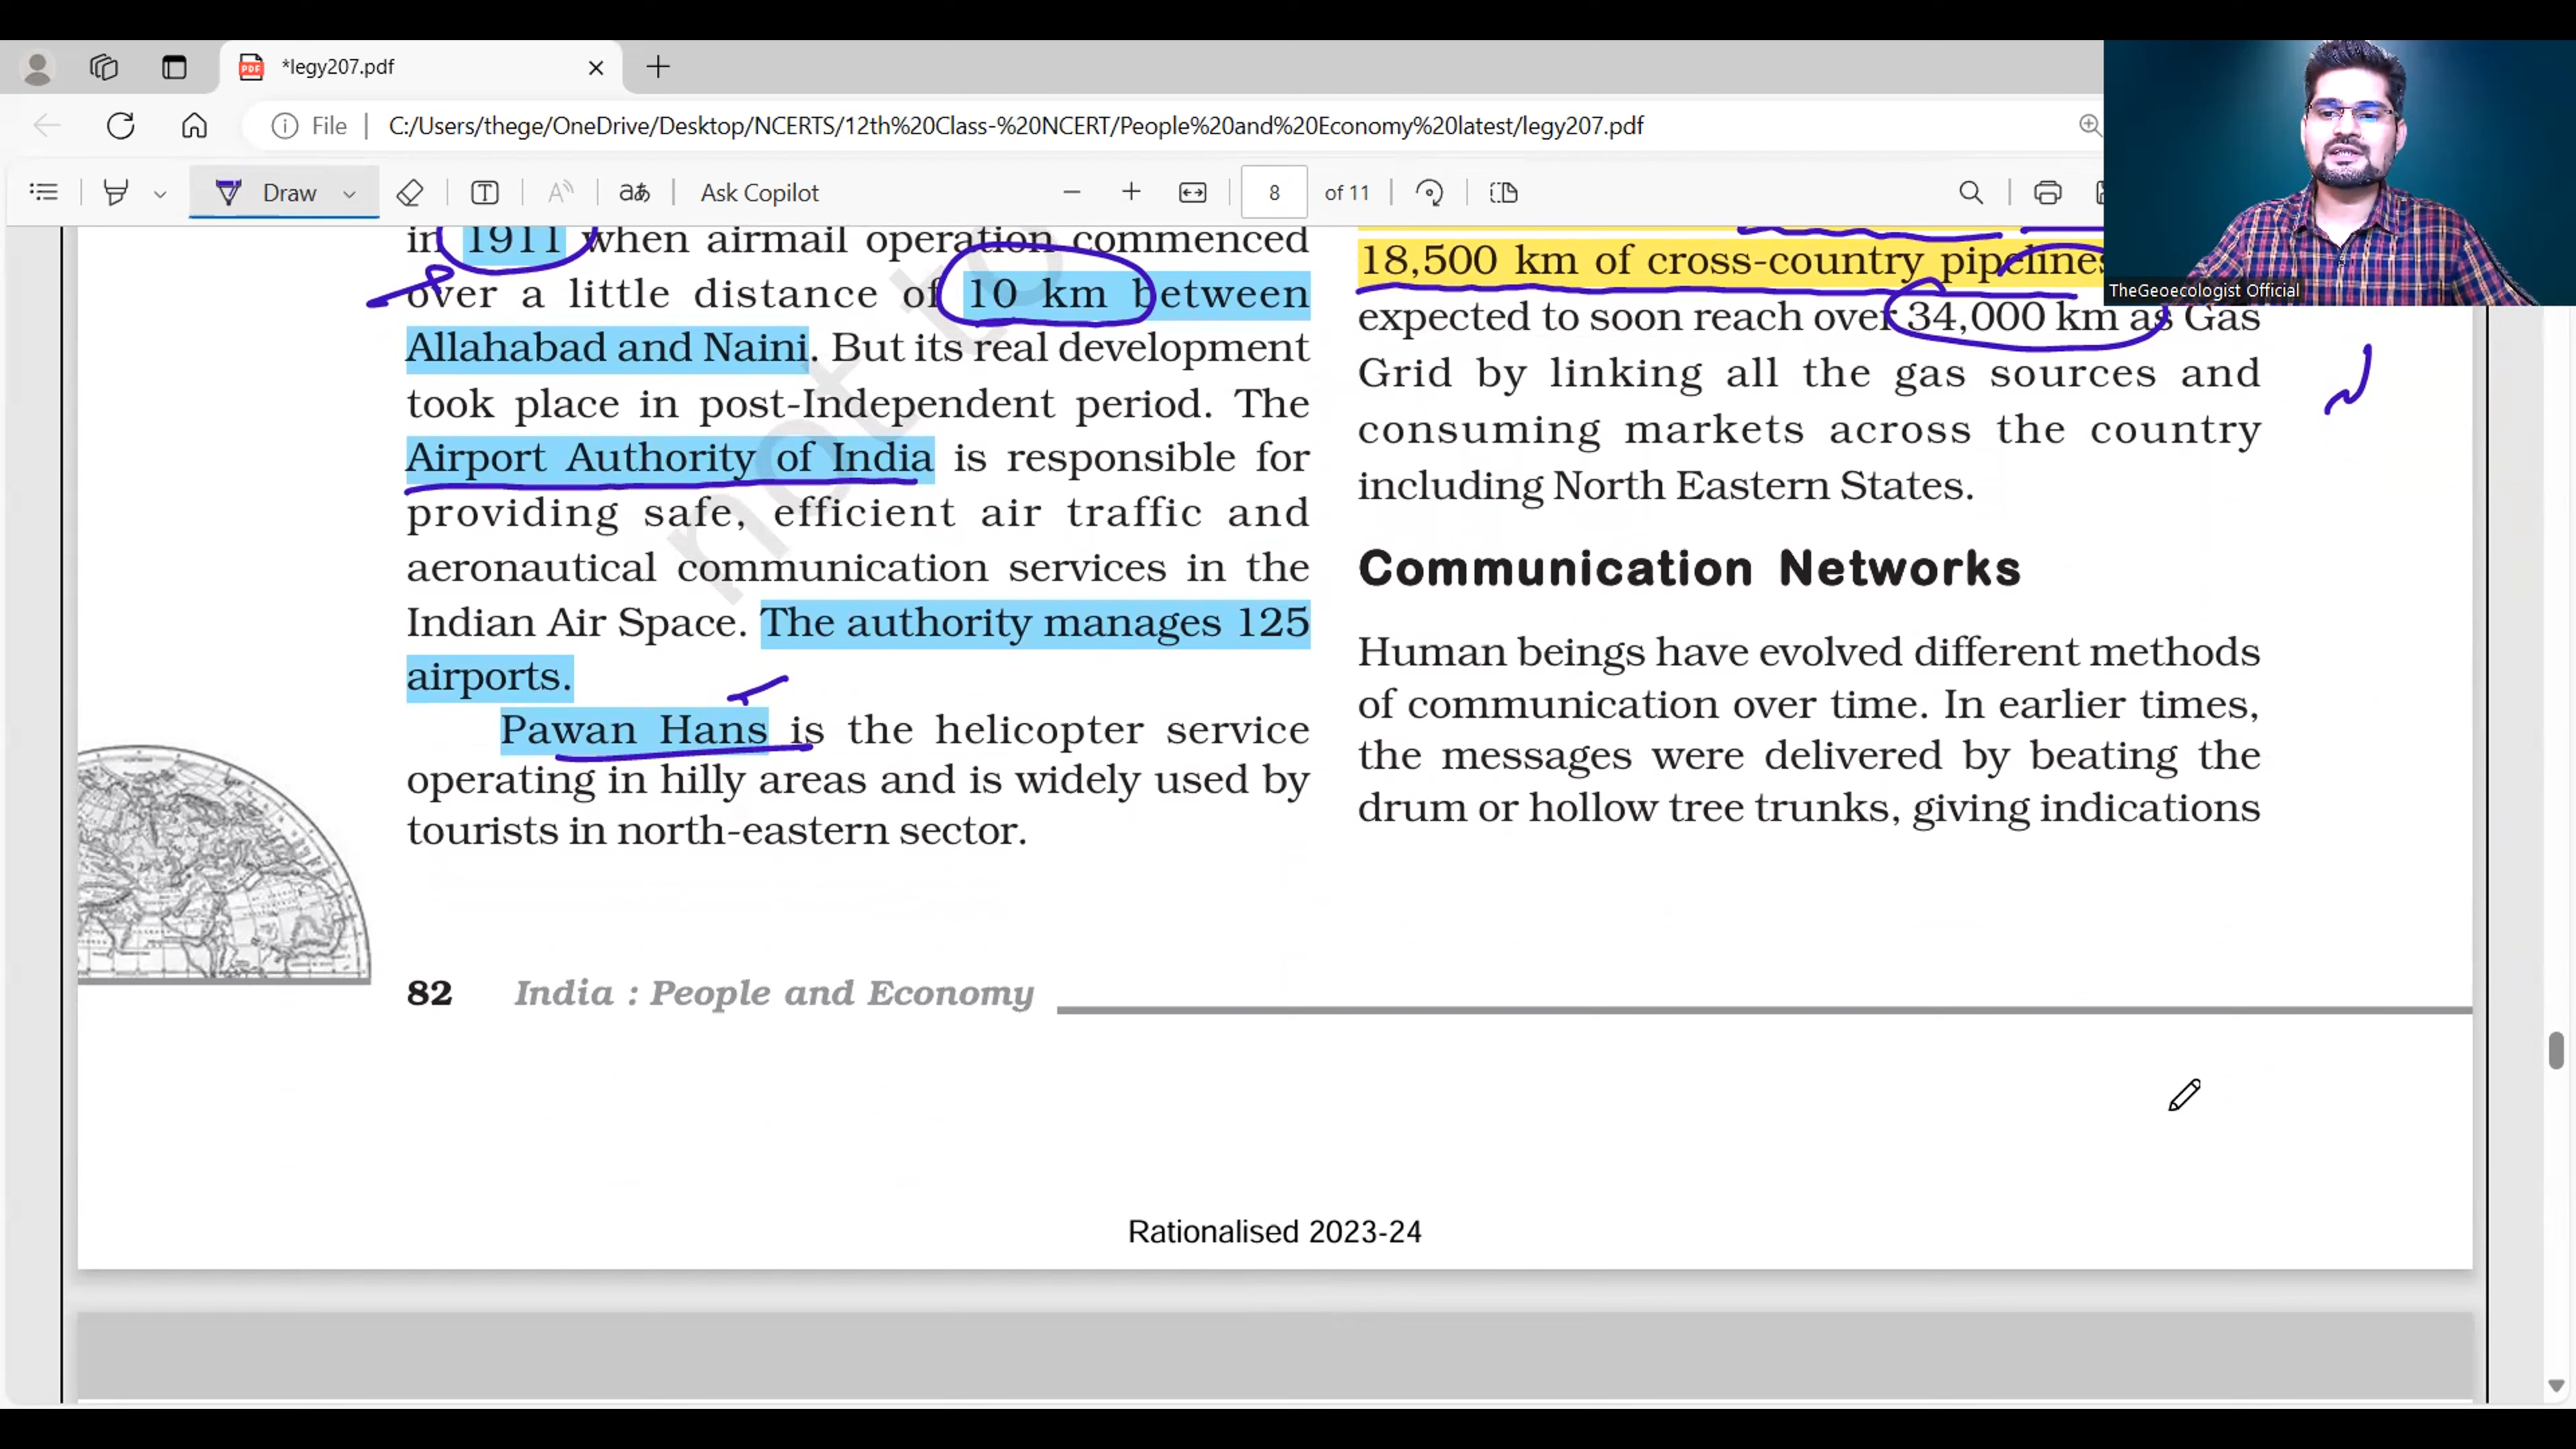 *legy207.pdf
File
C:/Users/thege/OneDrive/Desktop/NCERTS/12th%20Class-%20NCERT/People%20and%20Economy%20latest/legy207.pdf
Draw
Ask Copilot
8 of 11
TheGeoecologist Official
in 1911 when airmail operation commenced
over a little distance of 10 km between
Allahabad and Naini. But its real development
took place in post-Independent period. The
Airport Authority of India is responsible for
providing safe, efficient air traffic and
aeronautical communication services in the
Indian Air Space. The authority manages 125
airports.
Pawan Hans is the helicopter service
operating in hilly areas and is widely used by
tourists in north-eastern sector.
18,500 km of cross-country pipelines
expected to soon reach over 34,000 km as Gas
Grid by linking all the gas sources and
consuming markets across the country
including North Eastern States.
Communication Networks
Human beings have evolved different methods
of communication over time. In earlier times,
the messages were delivered by beating the
drum or hollow tree trunks, giving indications
not to
82 India : People and Economy
Rationalised 2023-24